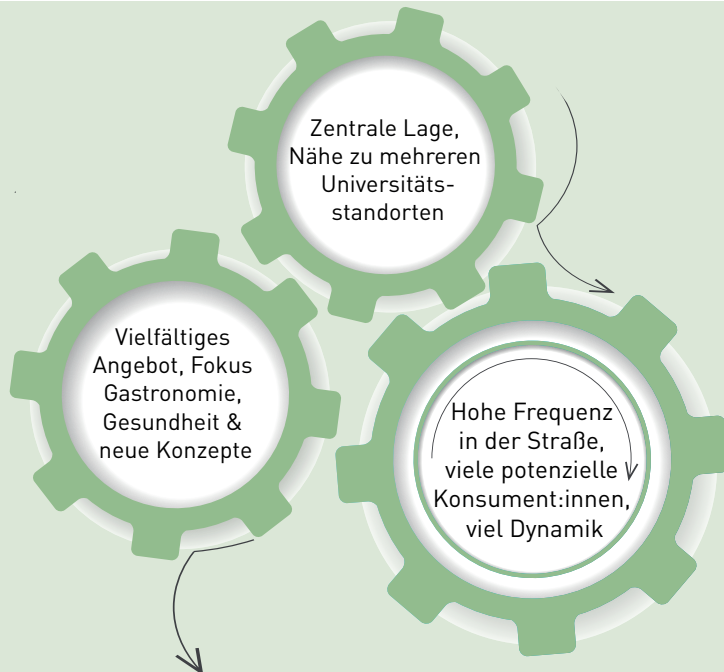 Zentrale Lage,
Nähe zu mehreren
Universitäts-
standorten
Vielfältiges
Angebot, Fokus
Gastronomie,
Gesundheit &
neue Konzepte
Hohe Frequenz
in der Straße,
viele potenzielle
Konsument:innen,
viel Dynamik